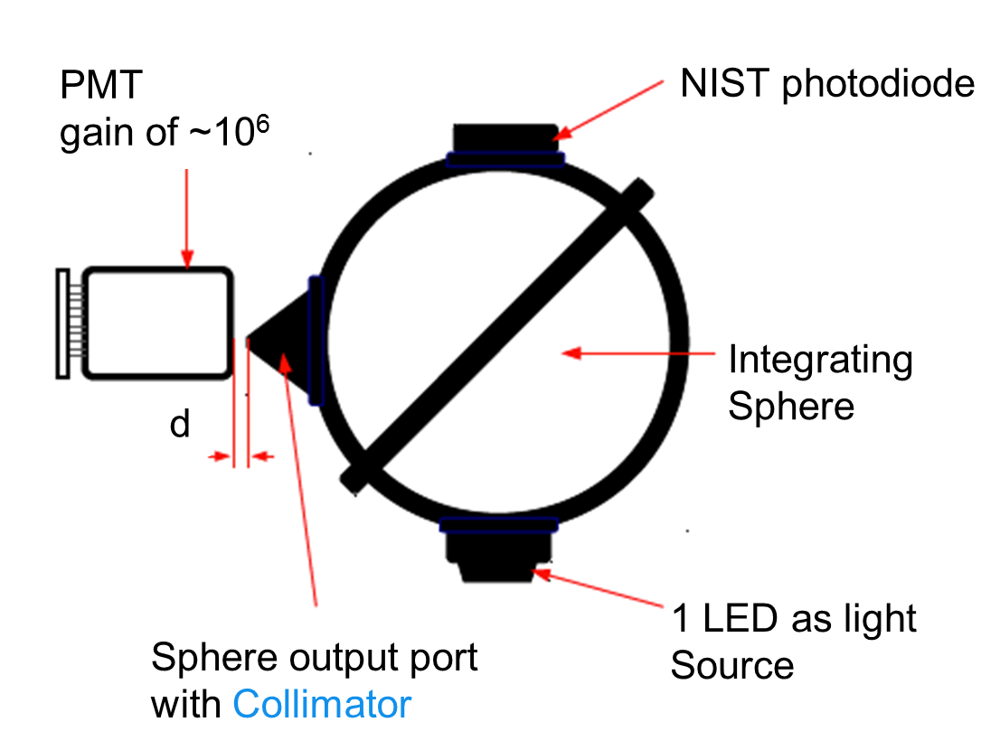 PMT
gain of ~10⁶
NIST photodiode
Integrating
Sphere
d
1 LED as light
Source
Sphere output port
with Collimator